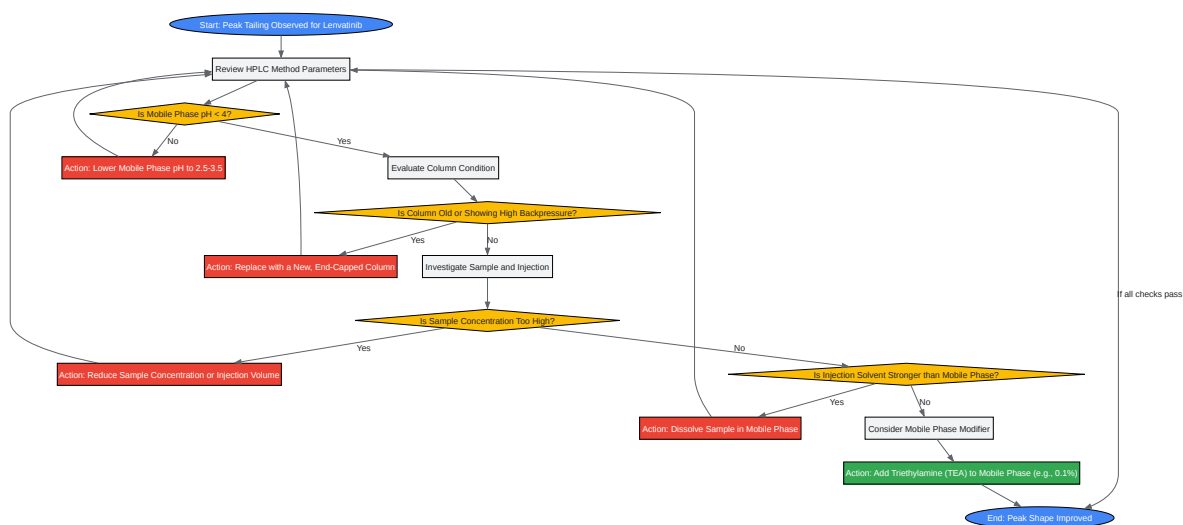 Start: Peak Tailing Observed for Lenvatinib
Review HPLC Method Parameters
Is Mobile Phase pH < 4?
No
Yes
Action: Lower Mobile Phase pH to 2.5-3.5
Evaluate Column Condition
Is Column Old or Showing High Backpressure?
Yes
No
Action: Replace with a New, End-Capped Column
Investigate Sample and Injection
If all checks pass
Is Sample Concentration Too High?
Yes
No
Action: Reduce Sample Concentration or Injection Volume
Is Injection Solvent Stronger than Mobile Phase?
Yes
No
Action: Dissolve Sample in Mobile Phase
Consider Mobile Phase Modifier
Action: Add Triethylamine (TEA) to Mobile Phase (e.g., 0.1%)
End: Peak Shape Improved